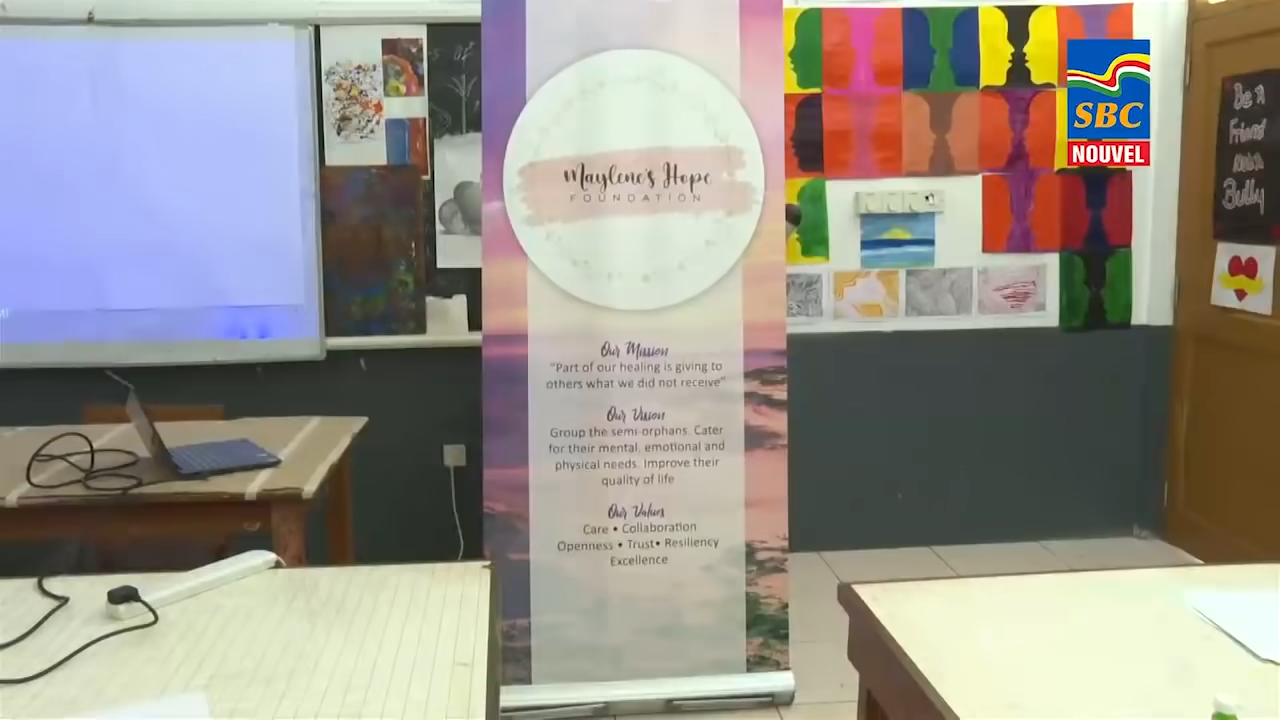 Maylene's Hope
FOUNDATION
Our Mission
"Part of our healing is giving to
others what we did not receive"
Our Vision
Group the semi-orphans. Cater
for their mental, emotional and
physical needs. Improve their
quality of life
Our Values
Care • Collaboration
Openness • Trust• Resiliency
Excellence
SBC
NOUVEL
Be A
Friend
Not A
Bully